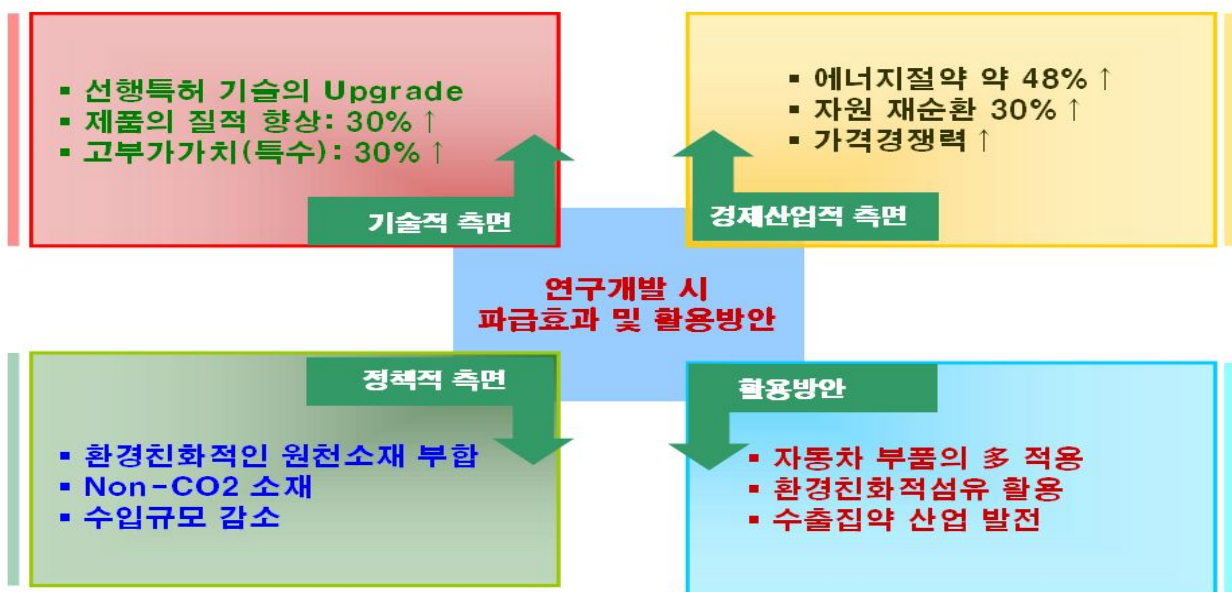 ▪ 선행특허 기술의 Upgrade
▪ 제품의 질적 향상: 30% ↑
▪ 고부가가치(특수): 30% ↑
기술적 측면
▪ 에너지절약 약 48% ↑
▪ 자원 재순환 30% ↑
▪ 가격경쟁력 ↑
경제산업적 측면
연구개발 시
파급효과 및 활용방안
정책적 측면
▪ 환경친화적인 원천소재 부합
▪ Non-CO2 소재
▪ 수입규모 감소
활용방안
▪ 자동차 부품의 多 적용
▪ 환경친화적섬유 활용
▪ 수출집약 산업 발전